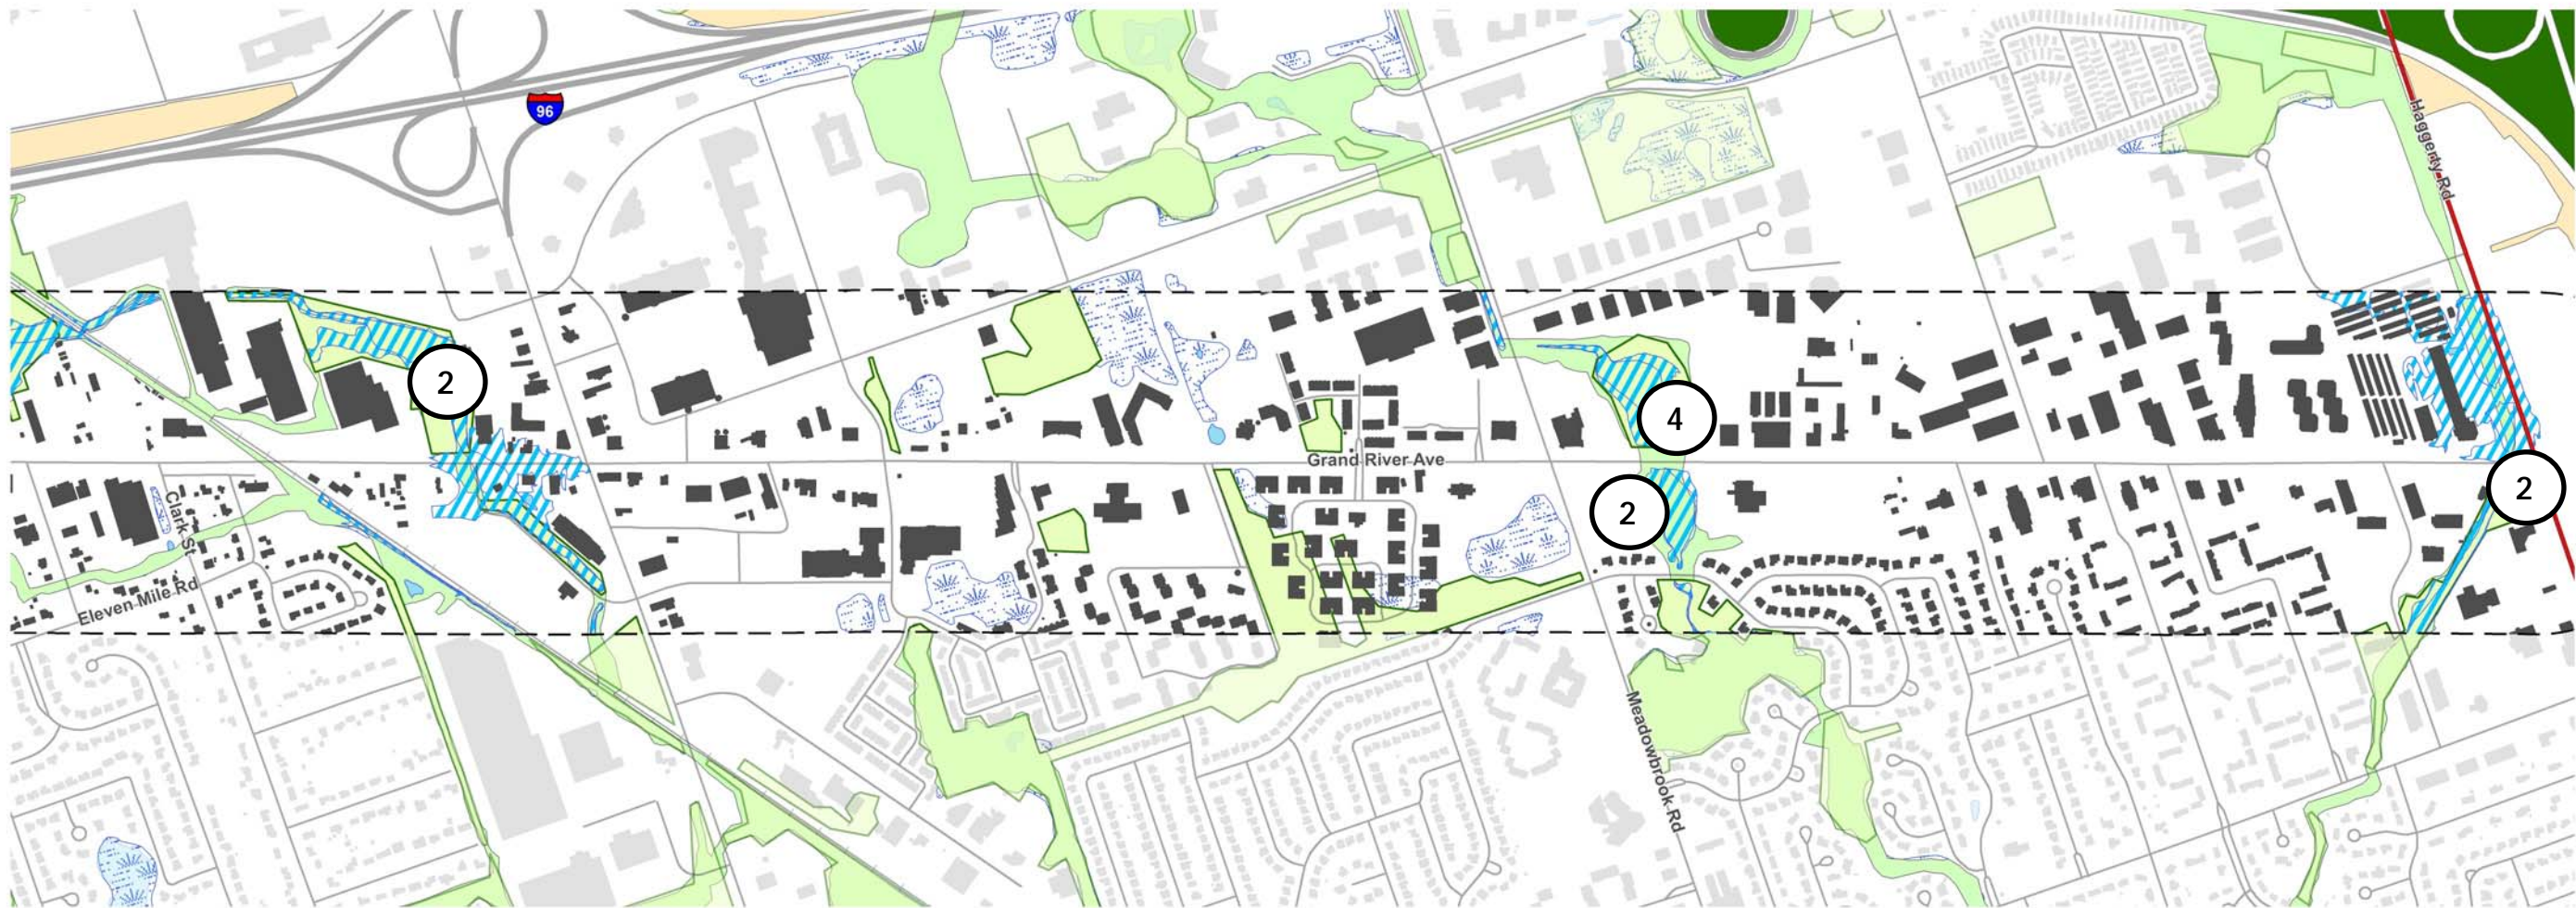 96
Haggerty Rd
2
4
Grand River Ave
2
2
Clark St
Eleven Mile Rd
Meadowbrook Rd